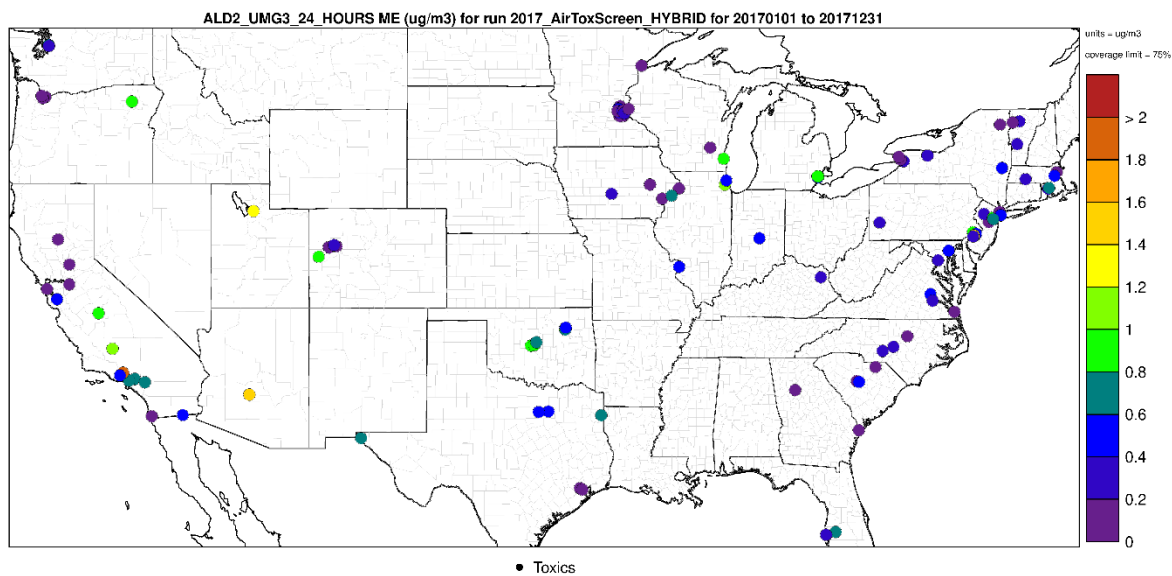 ALD2_UMG3_24_HOURS ME (ug/m3) for run 2017_AirToxScreen_HYBRID for 20170101 to 20171231
units = ug/m3
coverage limit = 75%
> 2
1.8
1.6
1.4
1.2
1
0.8
0.6
0.4
0.2
0
Toxics